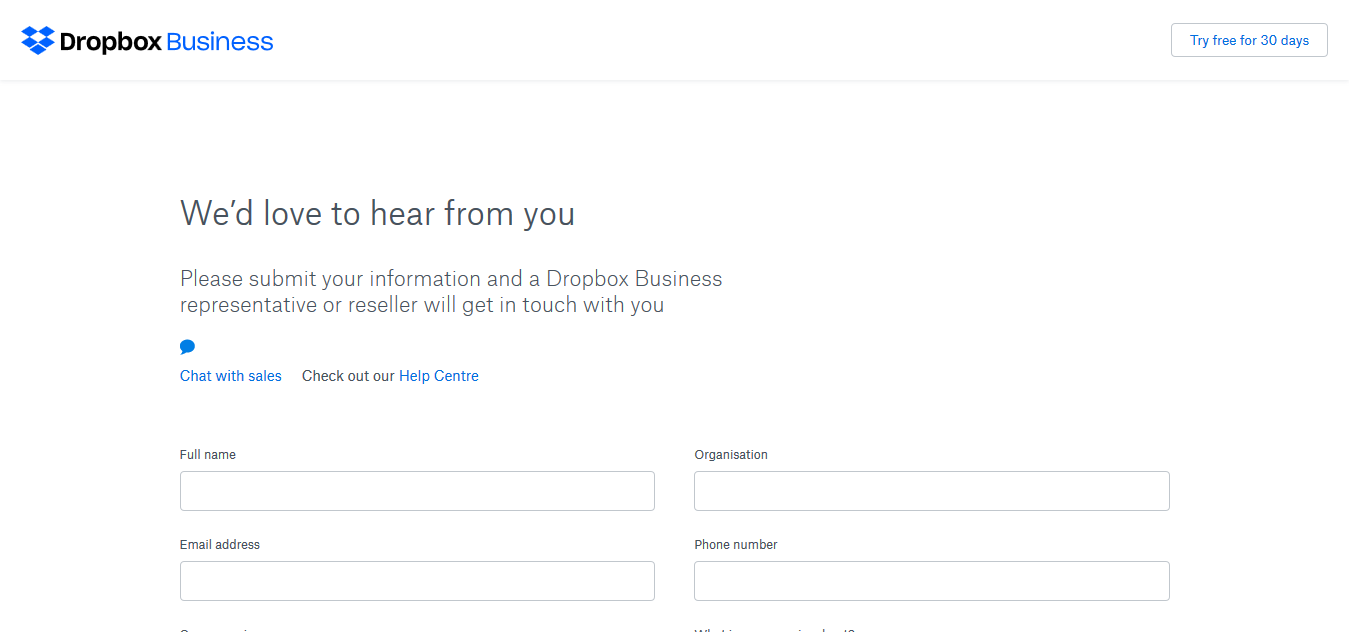 Dropbox Business
Try free for 30 days
We’d love to hear from you
Please submit your information and a Dropbox Business
representative or reseller will get in touch with you
Chat with sales
Check out our Help Centre
Full name
Organisation
Email address
Phone number